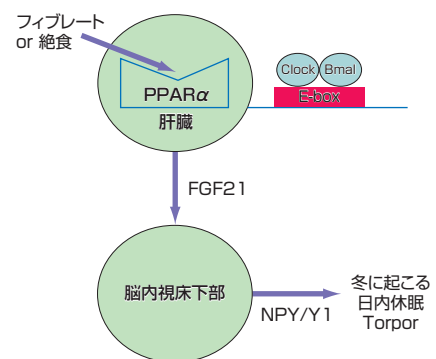 フィブレート
or 絶食
PPARα
肝臓
Clock Bmal
E-box
FGF21
脳内視床下部
NPY/Y1
冬に起こる
日内休眠
Torpor